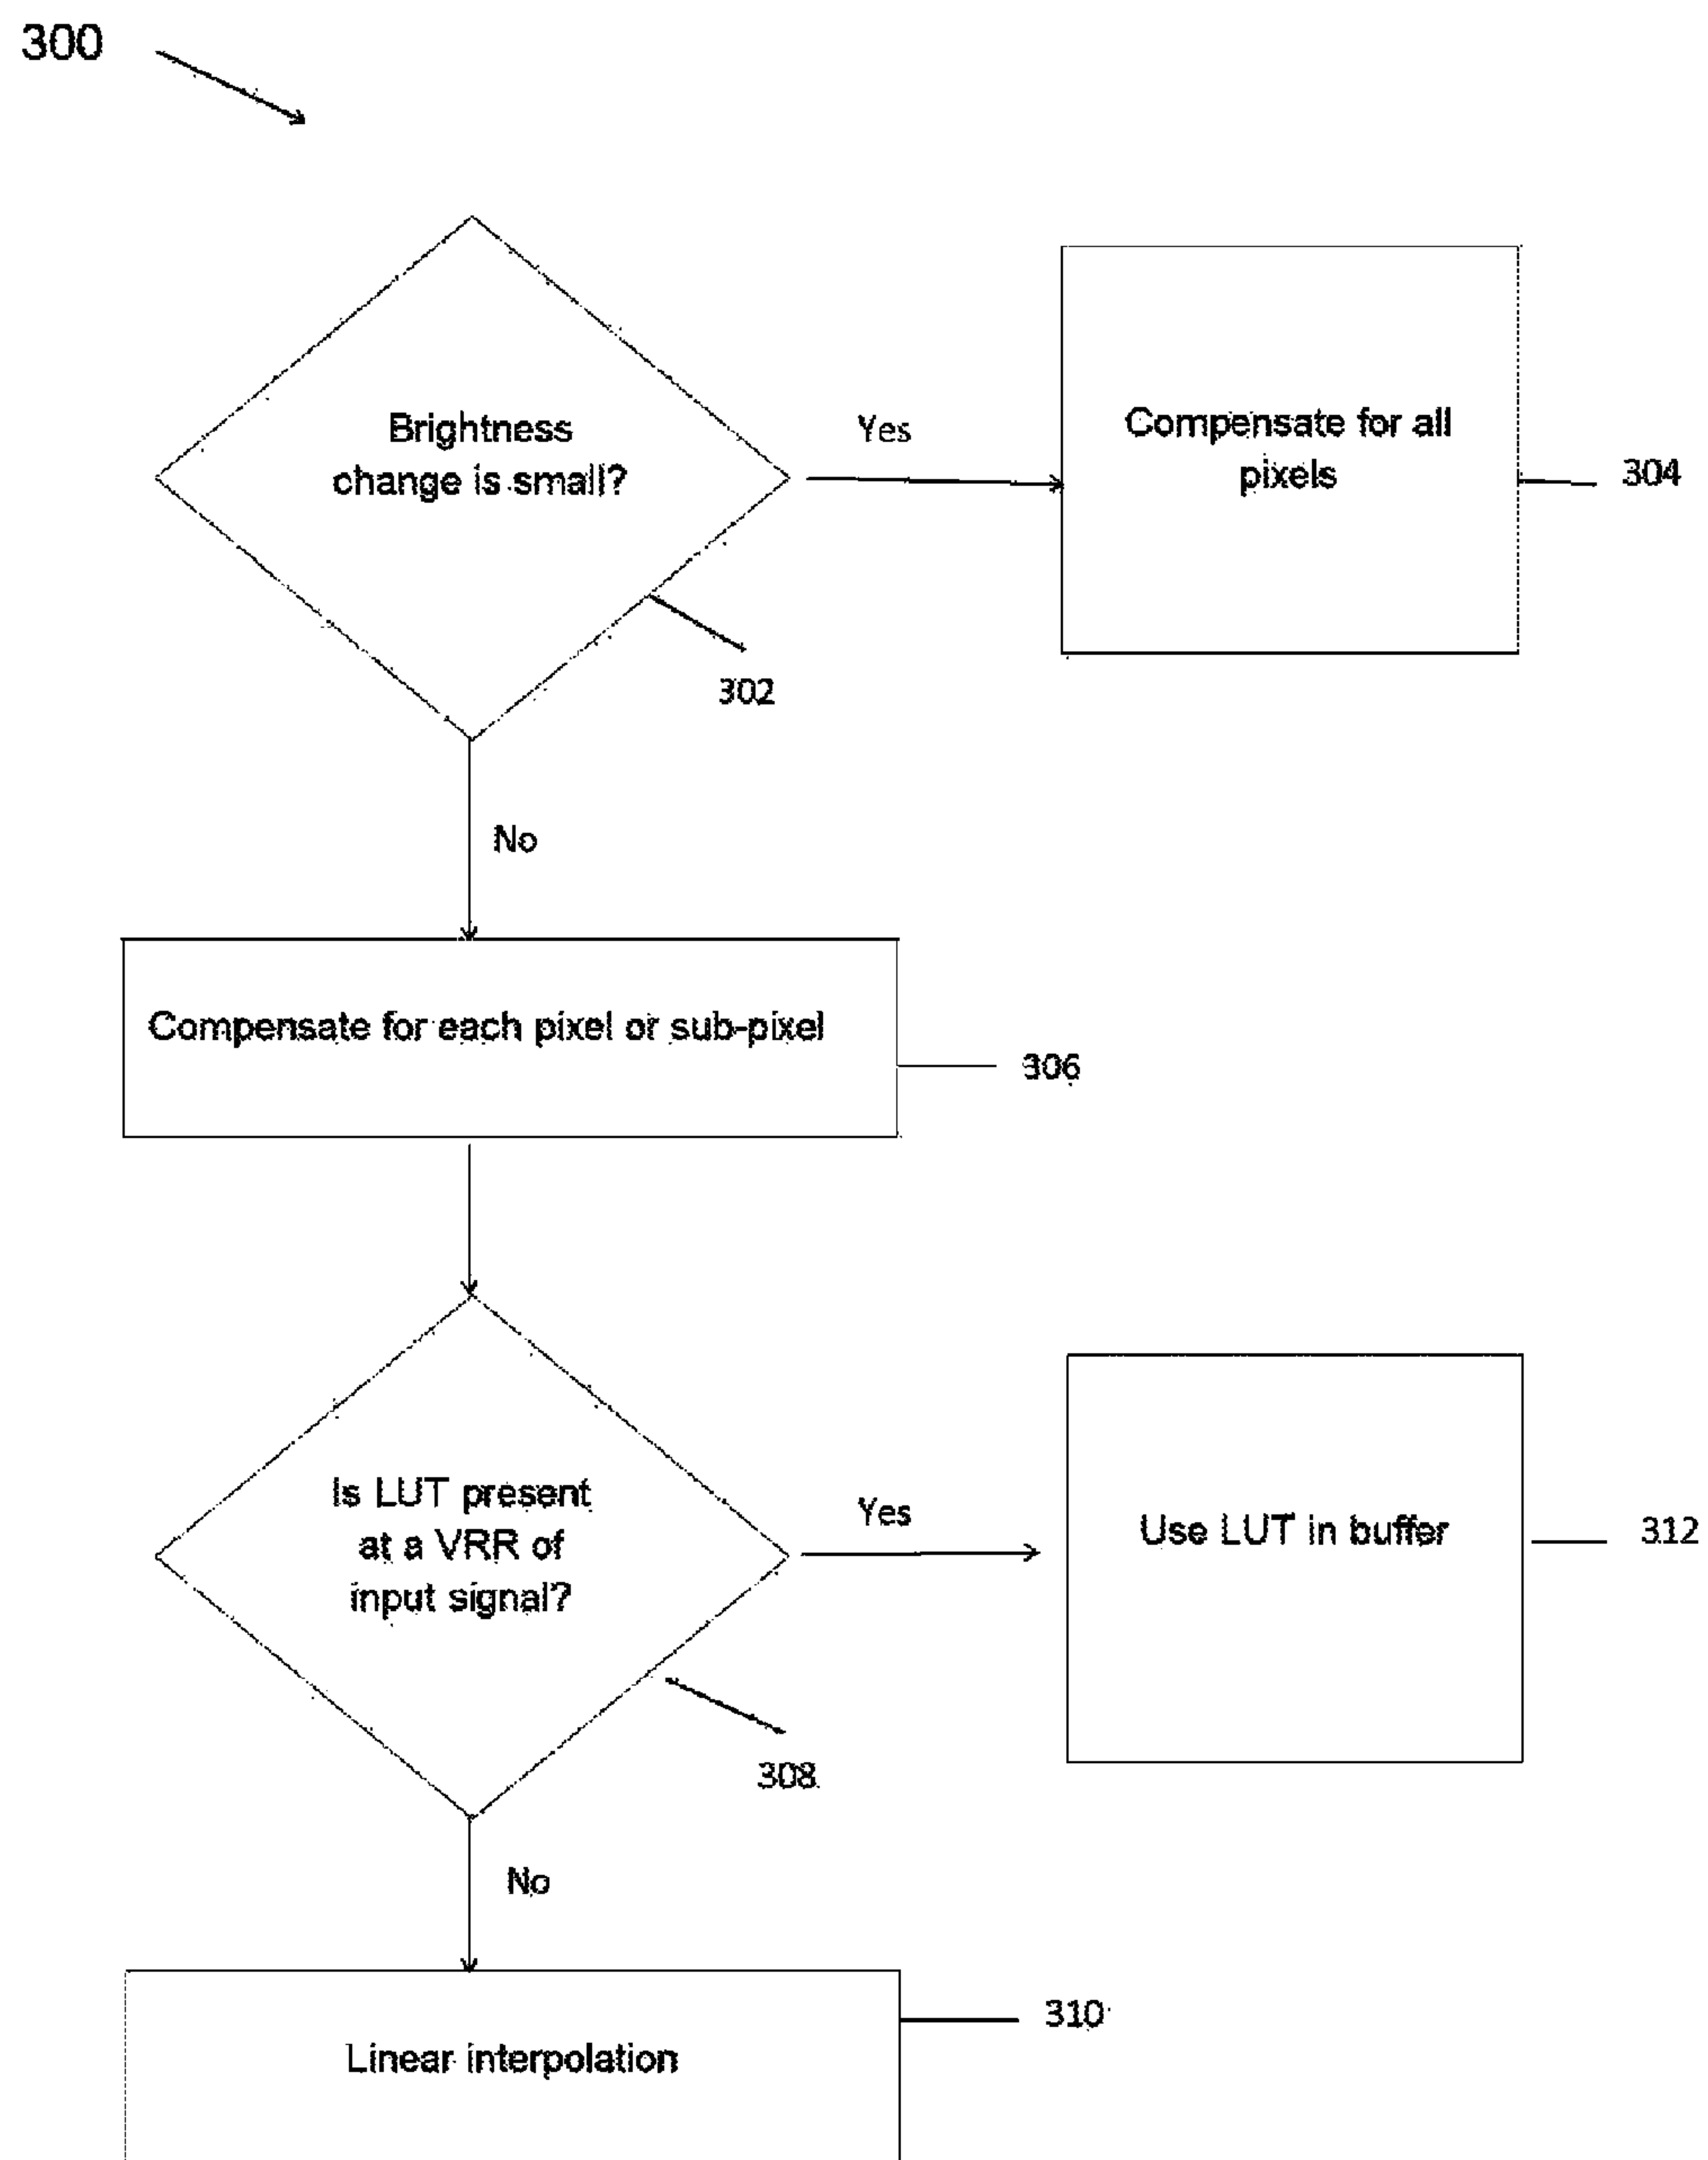 300
Brightness
change is small?
Yes
Compensate for all
pixels
304
302
No
Compensate for each pixel or sub-pixel
306
Is LUT present
at a VRR of
input signal?
Yes
Use LUT in buffer
312
308
No
310
Linear interpolation